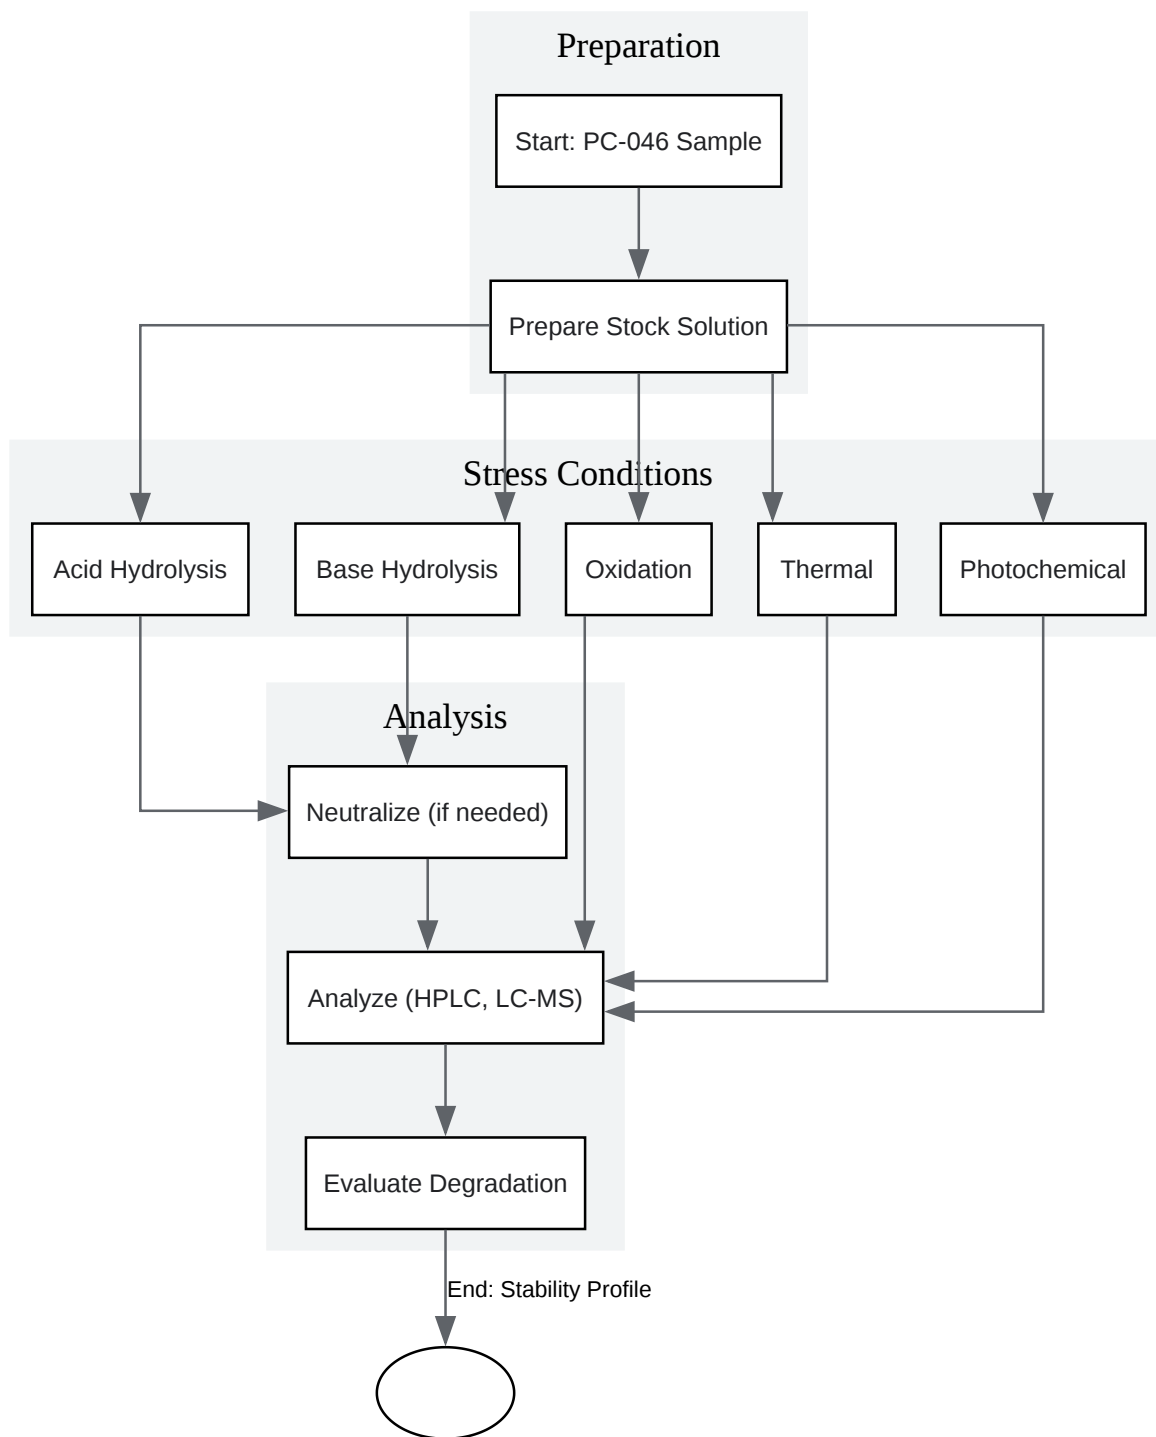 Preparation
Start: PC-046 Sample
Prepare Stock Solution
Stress Conditions
Acid Hydrolysis
Base Hydrolysis
Oxidation
Thermal
Photochemical
Analysis
Neutralize (if needed)
Analyze (HPLC, LC-MS)
Evaluate Degradation
End: Stability Profile